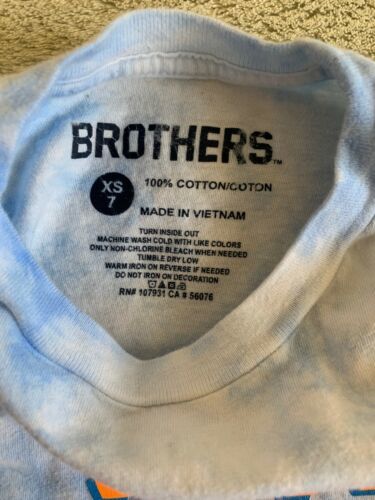 BROTHERS™
XS
7
100% COTTON/COTON
MADE IN VIETNAM
TURN INSIDE OUT
MACHINE WASH COLD WITH LIKE COLORS
ONLY NON-CHLORINE BLEACH WHEN NEEDED
TUMBLE DRY LOW
WARM IRON ON REVERSE IF NEEDED
DO NOT IRON ON DECORATION
RN# 107931 CA # 56076